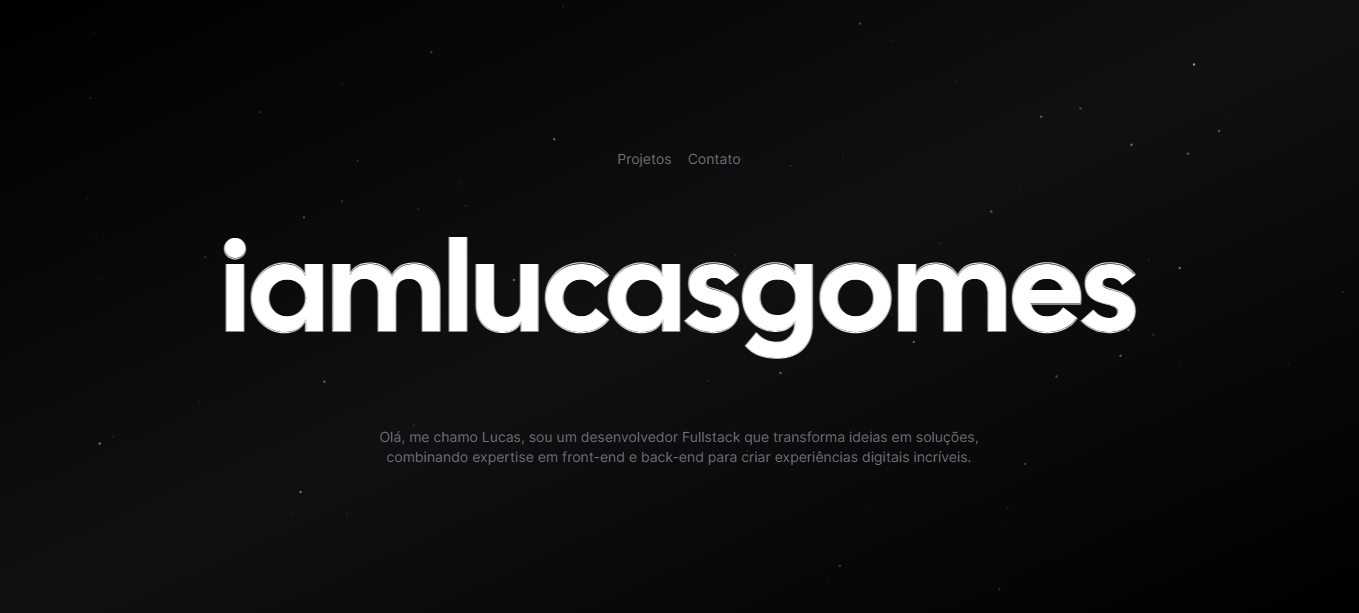 Projetos Contato
iamlucasgomes
Olá, me chamo Lucas, sou um desenvolvedor Fullstack que transforma ideias em soluções,
combinando expertise em front-end e back-end para criar experiências digitais incríveis.